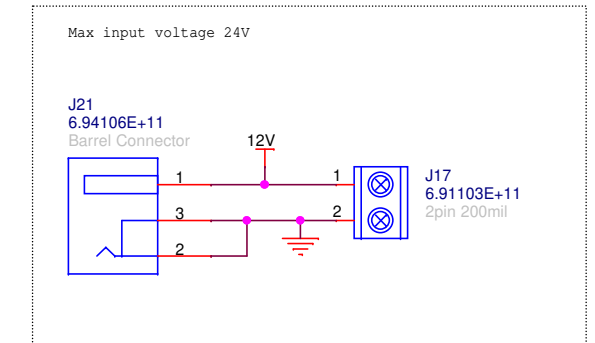 Max input voltage 24V
J21
6.94106E+11
Barrel Connector
12V
1
3
2
1
2
J17
6.91103E+11
2pin 200mil